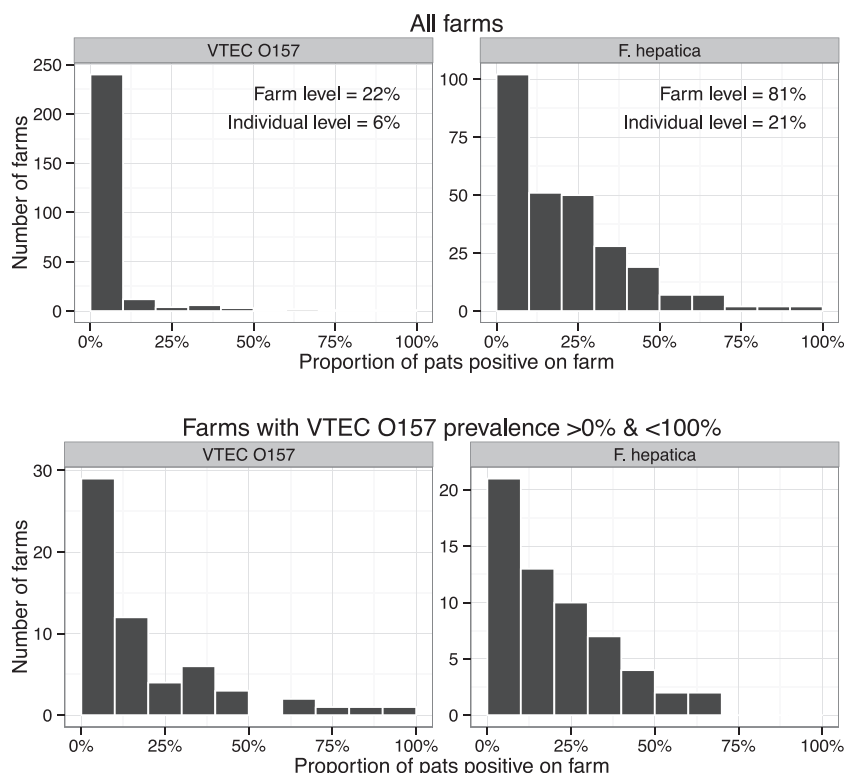 All farms
VTEC O157
F. hepatica
250
200
150
100
50
0
Number of farms
Farm level = 22%
Individual level = 6%
100
75
50
25
0
Farm level = 81%
Individual level = 21%
0% 25% 50% 75% 100%
0% 25% 50% 75% 100%
Proportion of pats positive on farm
Farms with VTEC O157 prevalence >0% & <100%
VTEC O157
F. hepatica
30
20
10
0
Number of farms
20
15
10
5
0
0% 25% 50% 75% 100%
0% 25% 50% 75% 100%
Proportion of pats positive on farm